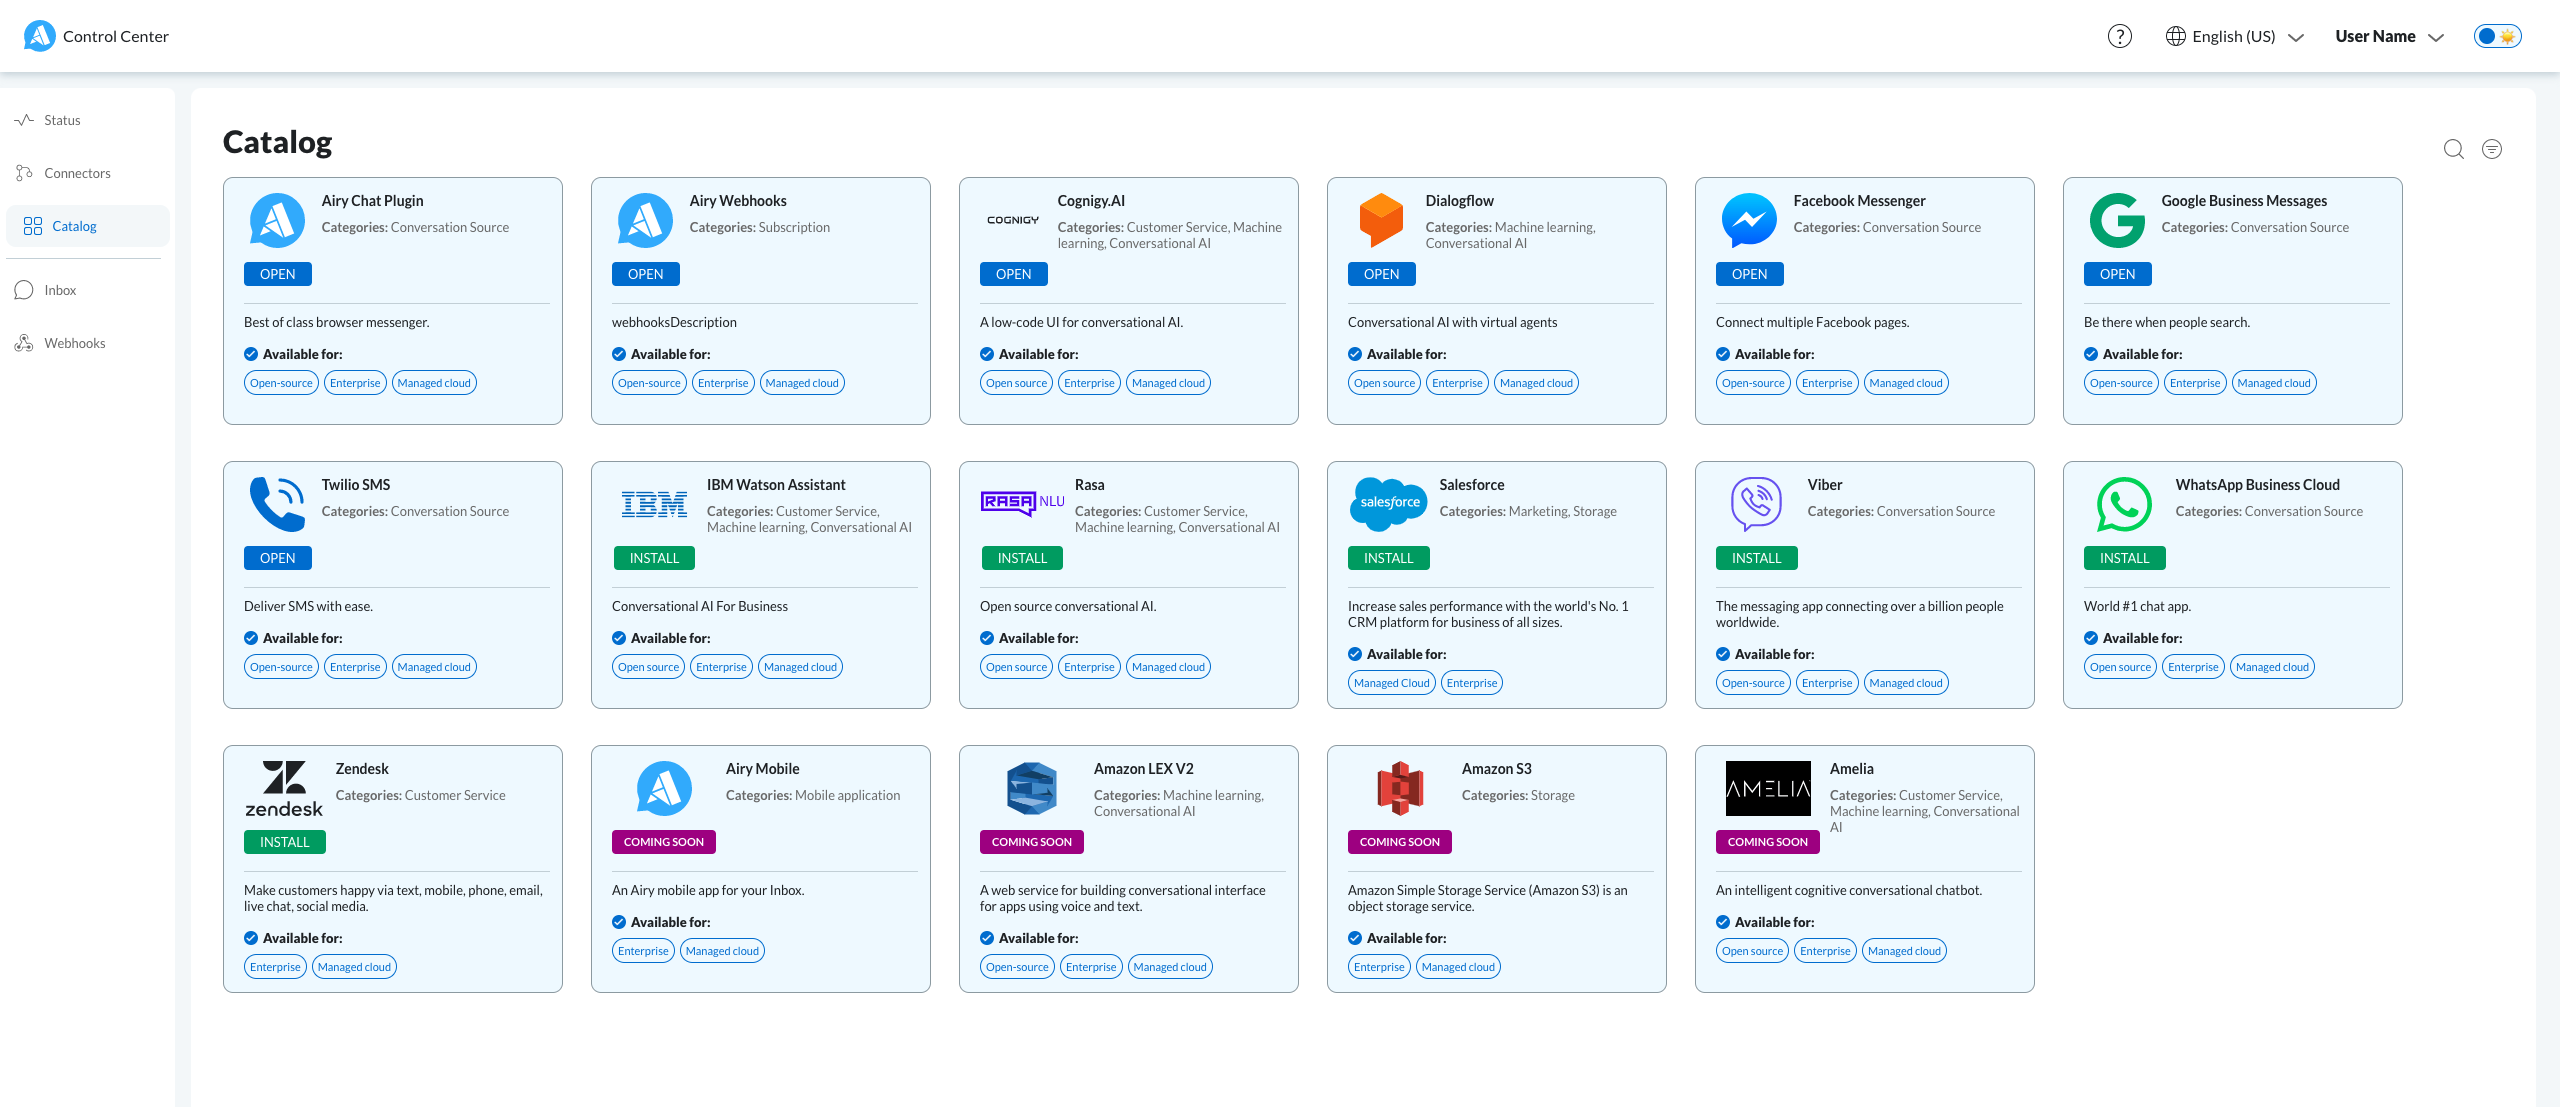 Control Center
?
English (US)
User Name
Status
Connectors
Catalog
Inbox
Webhooks
Catalog
Airy Chat Plugin
Categories: Conversation Source
OPEN
Best of class browser messenger.
Available for:
Open-source Enterprise Managed cloud
Airy Webhooks
Categories: Subscription
OPEN
webhooksDescription
Available for:
Open-source Enterprise Managed cloud
COGNIGY
Cognigy.AI
Categories: Customer Service, Machine
learning, Conversational AI
OPEN
A low-code UI for conversational AI.
Available for:
Open source Enterprise Managed cloud
Dialogflow
Categories: Machine learning,
Conversational AI
OPEN
Conversational AI with virtual agents
Available for:
Open source Enterprise Managed cloud
Facebook Messenger
Categories: Conversation Source
OPEN
Connect multiple Facebook pages.
Available for:
Open-source Enterprise Managed cloud
Google Business Messages
Categories: Conversation Source
OPEN
Be there when people search.
Available for:
Open-source Enterprise Managed cloud
Twilio SMS
Categories: Conversation Source
OPEN
Deliver SMS with ease.
Available for:
Open-source Enterprise Managed cloud
IBM
IBM Watson Assistant
Categories: Customer Service,
Machine learning, Conversational AI
INSTALL
Conversational AI For Business
Available for:
Open source Enterprise Managed cloud
RASA NLU
Rasa
Categories: Customer Service,
Machine learning, Conversational AI
INSTALL
Open source conversational AI.
Available for:
Open source Enterprise Managed cloud
salesforce
Salesforce
Categories: Marketing, Storage
INSTALL
Increase sales performance with the world's No. 1
CRM platform for business of all sizes.
Available for:
Managed Cloud Enterprise
Viber
Categories: Conversation Source
INSTALL
The messaging app connecting over a billion people
worldwide.
Available for:
Open-source Enterprise Managed cloud
WhatsApp Business Cloud
Categories: Conversation Source
INSTALL
World #1 chat app.
Available for:
Open source Enterprise Managed cloud
zendesk
Zendesk
Categories: Customer Service
INSTALL
Make customers happy via text, mobile, phone, email,
live chat, social media.
Available for:
Enterprise Managed cloud
Airy Mobile
Categories: Mobile application
COMING SOON
An Airy mobile app for your Inbox.
Available for:
Enterprise Managed cloud
Amazon LEX V2
Categories: Machine learning,
Conversational AI
COMING SOON
A web service for building conversational interface
for apps using voice and text.
Available for:
Open-source Enterprise Managed cloud
Amazon S3
Categories: Storage
COMING SOON
Amazon Simple Storage Service (Amazon S3) is an
object storage service.
Available for:
Enterprise Managed cloud
AMELIA
Amelia
Categories: Customer Service,
Machine learning, Conversational
AI
COMING SOON
An intelligent cognitive conversational chatbot.
Available for:
Open source Enterprise Managed cloud